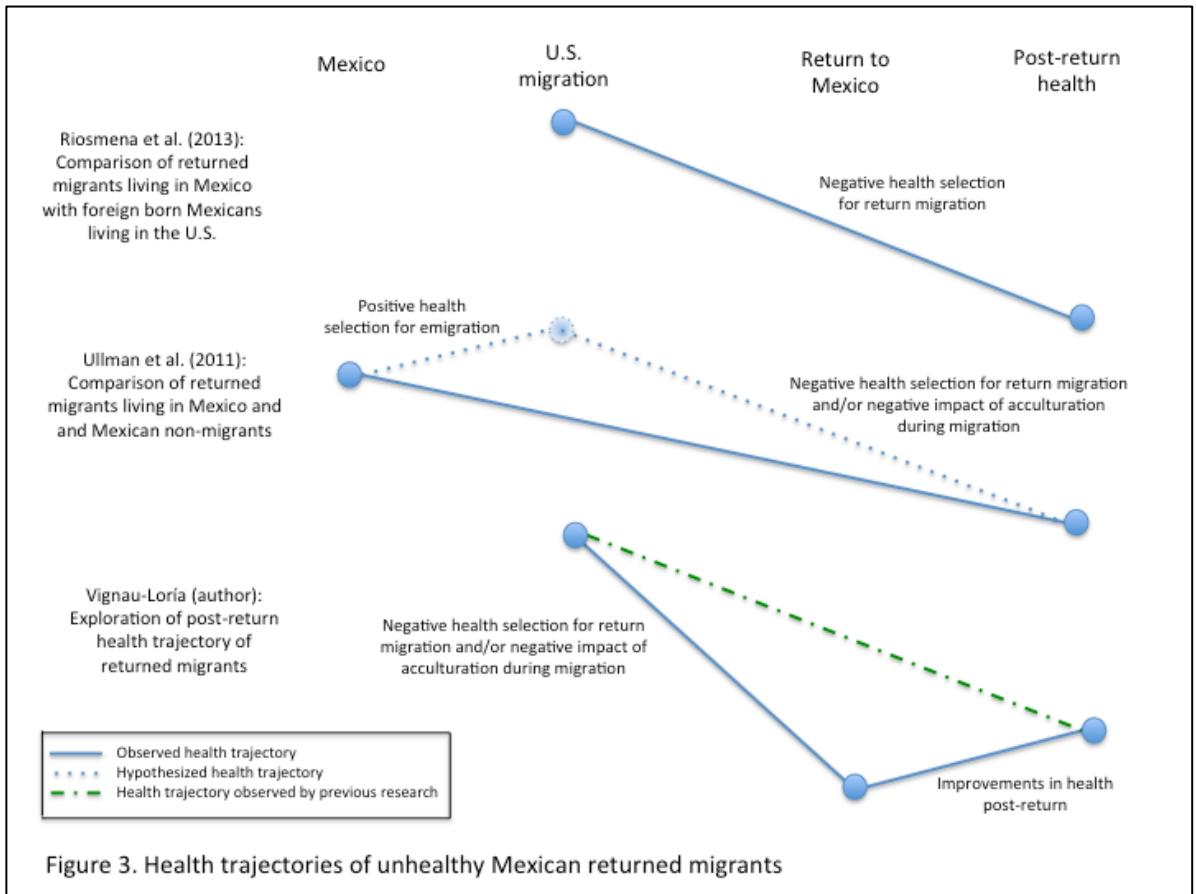 Mexico
U.S.
migration
Return to
Mexico
Post-return
health
Riosmena et al. (2013):
Comparison of returned
migrants living in Mexico
with foreign born Mexicans
living in the U.S.
Negative health selection
for return migration
Positive health
selection for emigration
Ullman et al. (2011):
Comparison of returned
migrants living in Mexico and
and Mexican non-migrants
Negative health selection for return migration
and/or negative impact of acculturation
during migration
Vignau-Loría (author):
Exploration of post-return
health trajectory of
returned migrants
Negative health selection for return
migration and/or negative impact of
acculturation during migration
Observed health trajectory
Hypothesized health trajectory
Health trajectory observed by previous research
Improvements in health
post-return
Figure 3. Health trajectories of unhealthy Mexican returned migrants